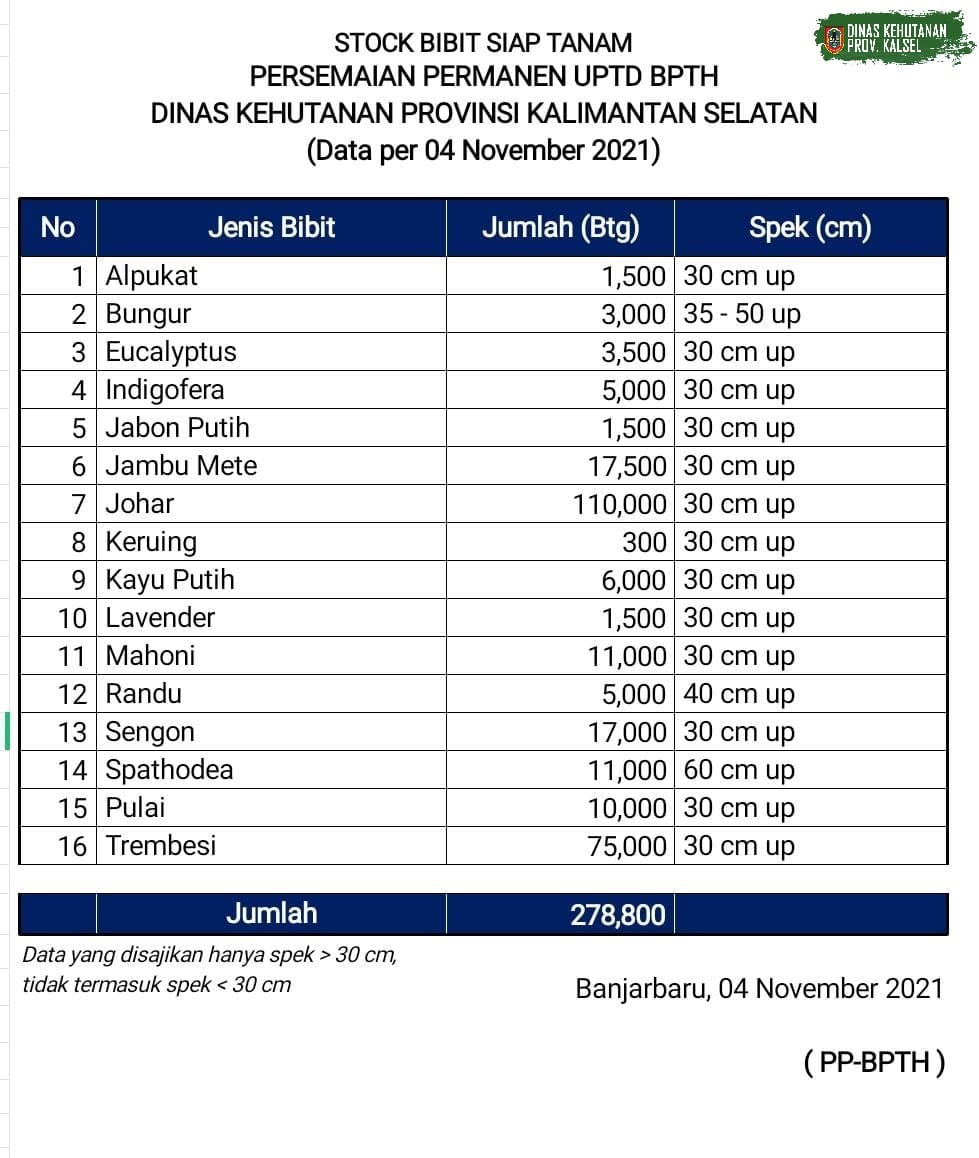 DINAS KEHUTANAN
PROV. KALSEL
STOCK BIBIT SIAP TANAM
PERSEMAIAN PERMANEN UPTD BPTH
DINAS KEHUTANAN PROVINSI KALIMANTAN SELATAN
(Data per 04 November 2021)
No Jenis Bibit Jumlah (Btg) Spek (cm)
1 Alpukat 1,500 30 cm up
2 Bungur 3,000 35 - 50 up
3 Eucalyptus 3,500 30 cm up
4 Indigofera 5,000 30 cm up
5 Jabon Putih 1,500 30 cm up
6 Jambu Mete 17,500 30 cm up
7 Johar 110,000 30 cm up
8 Keruing 300 30 cm up
9 Kayu Putih 6,000 30 cm up
10 Lavender 1,500 30 cm up
11 Mahoni 11,000 30 cm up
12 Randu 5,000 40 cm up
13 Sengon 17,000 30 cm up
14 Spathodea 11,000 60 cm up
15 Pulai 10,000 30 cm up
16 Trembesi 75,000 30 cm up
Jumlah 278,800
Data yang disajikan hanya spek > 30 cm,
tidak termasuk spek < 30 cm
Banjarbaru, 04 November 2021
( PP-BPTH )